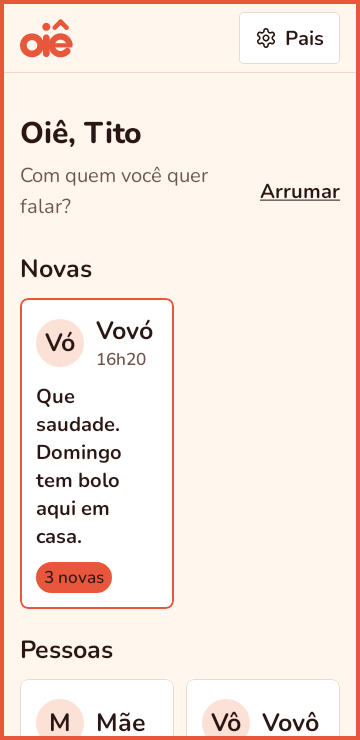 oiê
Pais
Oiê, Tito
Com quem você quer
falar?
Arrumar
Novas
Vó
Vovó
16h20
Que
saudade.
Domingo
tem bolo
aqui em
casa.
3 novas
Pessoas
M
Mãe
Vô
Vovô